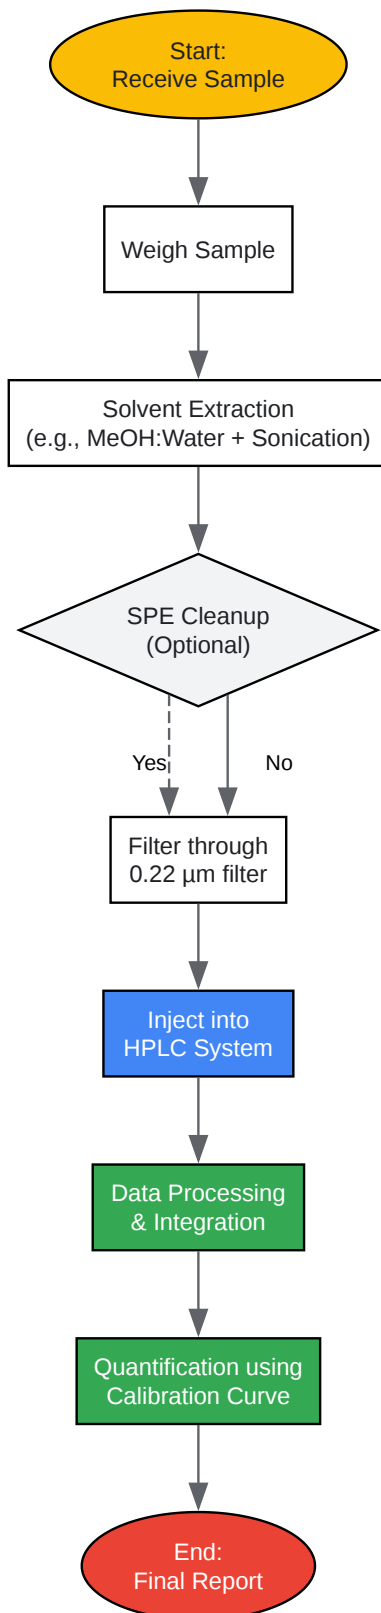 Start:
Receive Sample
Weigh Sample
Solvent Extraction
(e.g., MeOH:Water + Sonication)
SPE Cleanup
(Optional)
Yes
No
Filter through
0.22 µm filter
Inject into
HPLC System
Data Processing
& Integration
Quantification using
Calibration Curve
End:
Final Report